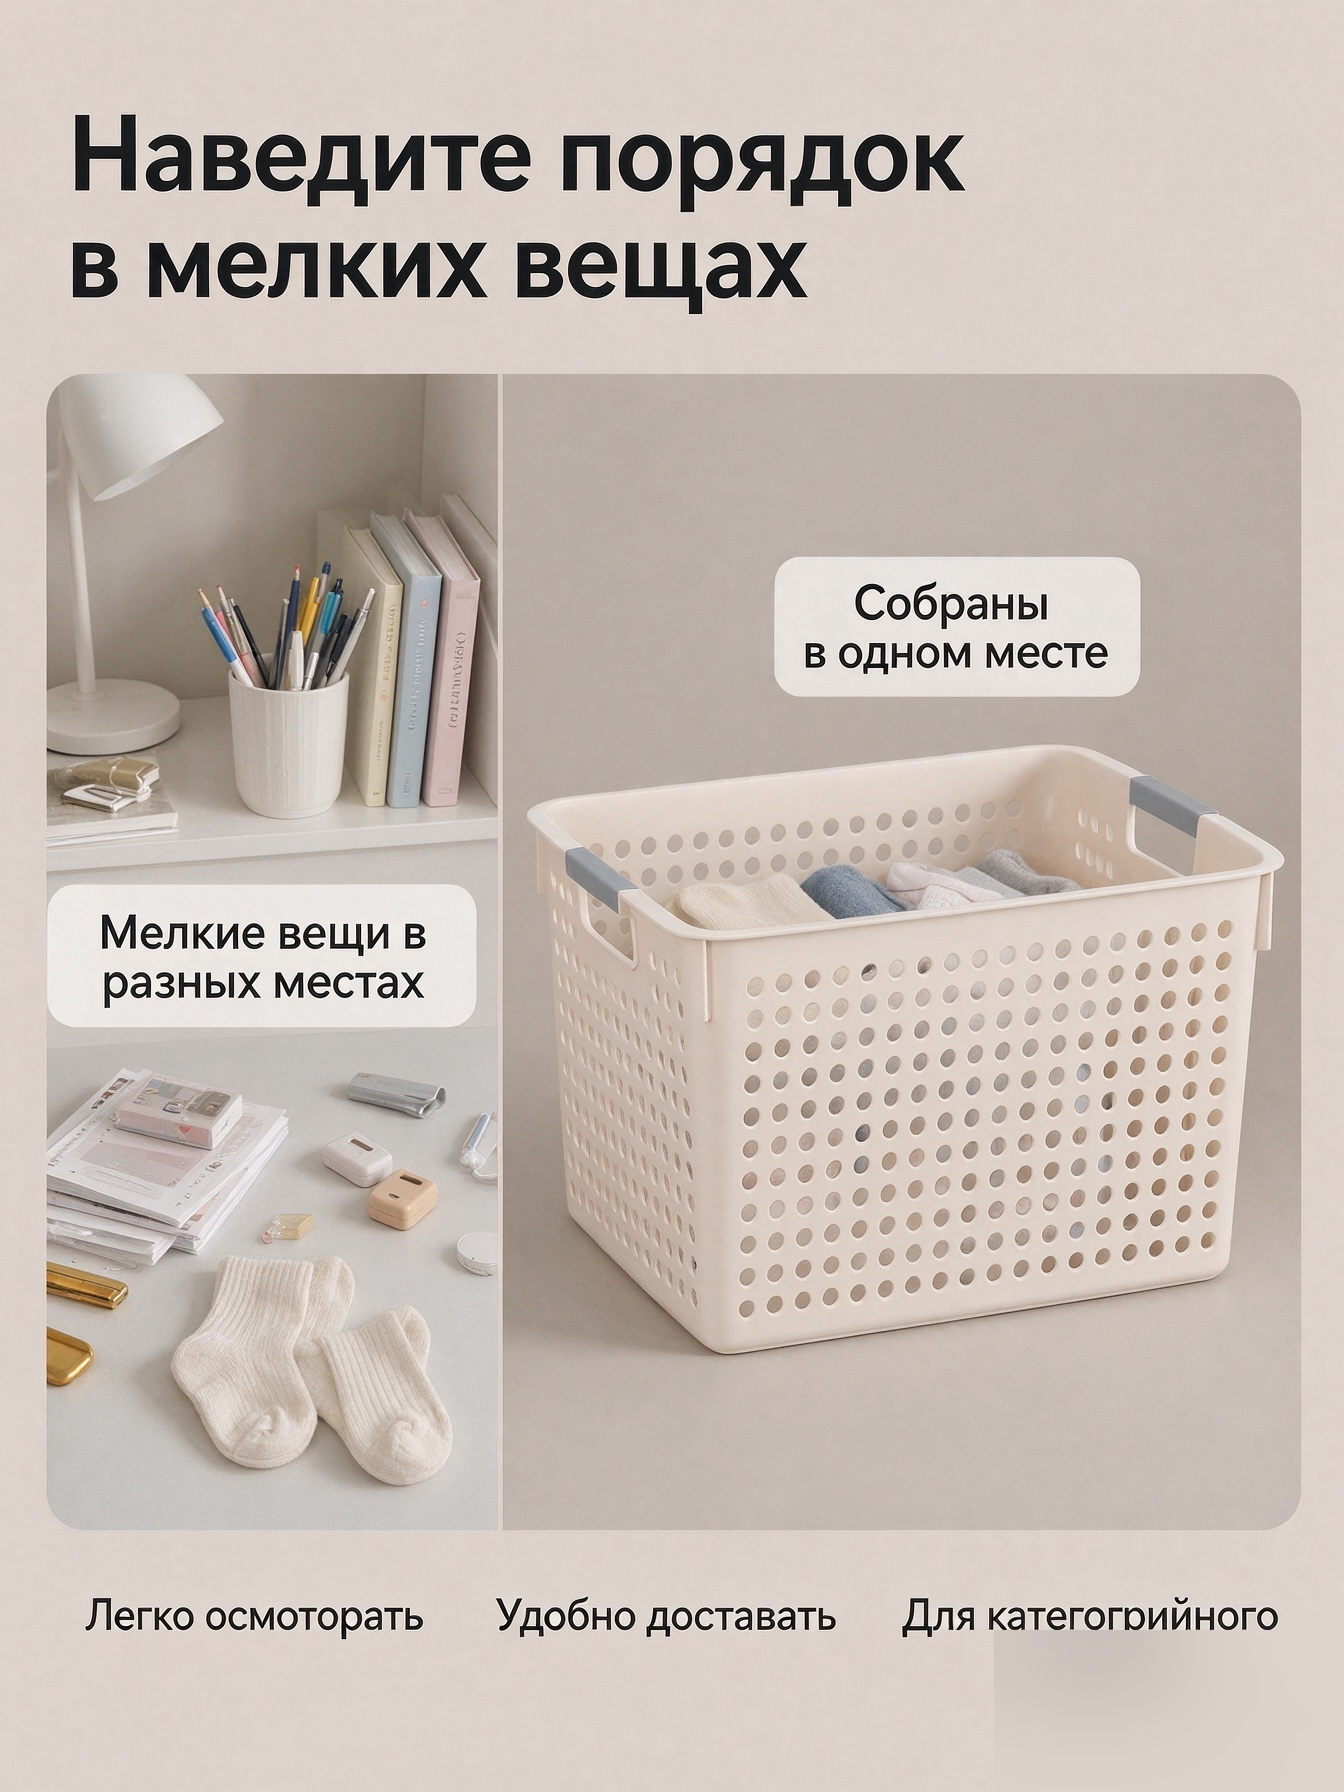 Наведите порядок
в мелких вещах
Собраны
в одном месте
Мелкие вещи в
разных местах
Легко осмоторать
Удобно доставать
Для категогрийного